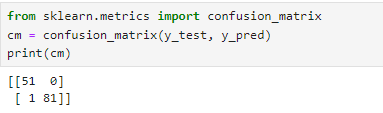 from sklearn.metrics import confusion_matrix
cm = confusion_matrix(y_test, y_pred)
print(cm)
[[51  0]
 [ 1 81]]